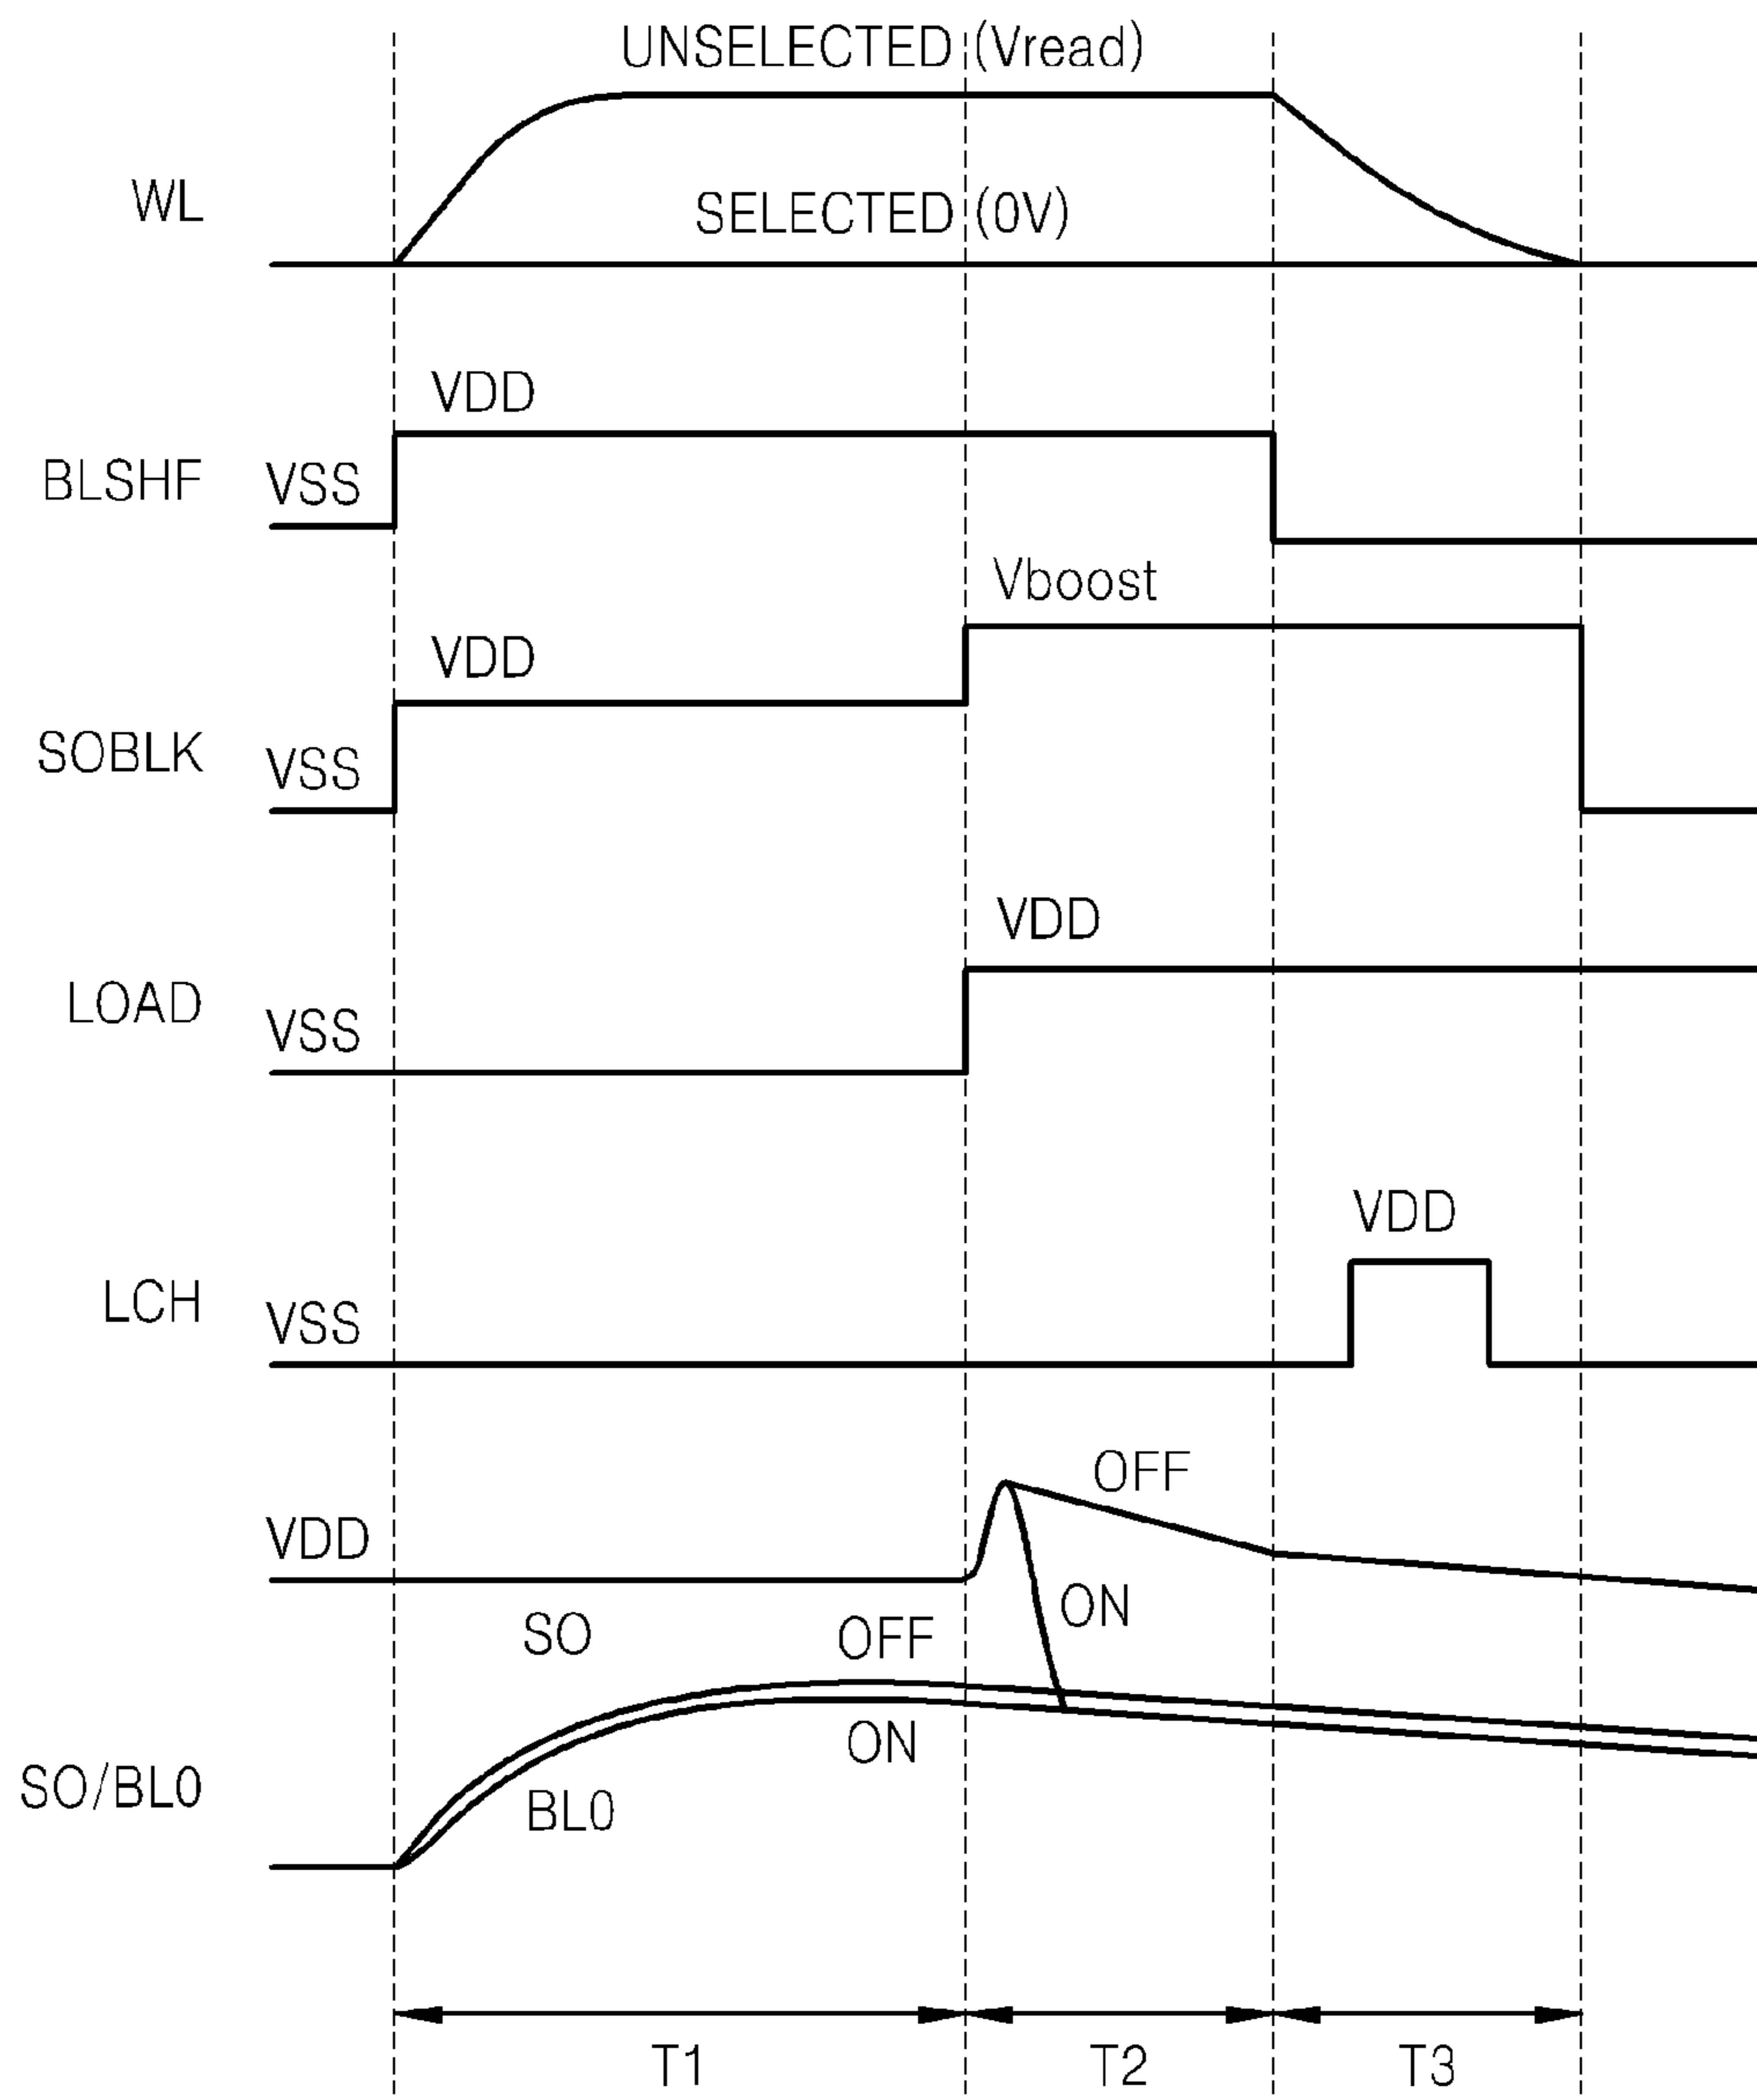 UNSELECTED (Vread)
WL
SELECTED (0V)
VDD
BLSHF VSS
Vboost
VDD
SOBLK VSS
VDD
LOAD VSS
VDD
LCH VSS
OFF
VDD
ON
SO OFF
ON
SO/BL0 BL0
T1 T2 T3